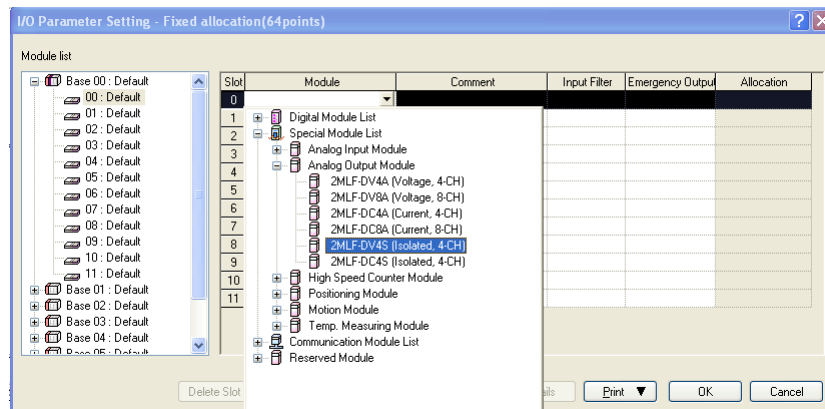 I/O Parameter Setting - Fixed allocation(64points)
Module list
Base 00 : Default
00 : Default
01 : Default
02 : Default
03 : Default
04 : Default
05 : Default
06 : Default
07 : Default
08 : Default
09 : Default
10 : Default
11 : Default
Base 01 : Default
Base 02 : Default
Base 03 : Default
Base 04 : Default
Base 05 : Default
Slot Module Comment Input Filter Emergency Output Allocation
0
1
2
3
4
5
6
7
8
9
10
11
Digital Module List
Special Module List
Analog Input Module
Analog Output Module
2MLF-DV4A (Voltage, 4-CH)
2MLF-DV8A (Voltage, 8-CH)
2MLF-DC4A (Current, 4-CH)
2MLF-DC8A (Current, 8-CH)
2MLF-DV4S (Isolated, 4-CH)
2MLF-DC4S (Isolated, 4-CH)
High Speed Counter Module
Positioning Module
Motion Module
Temp. Measuring Module
Communication Module List
Reserved Module
Delete Slot ails Print OK Cancel